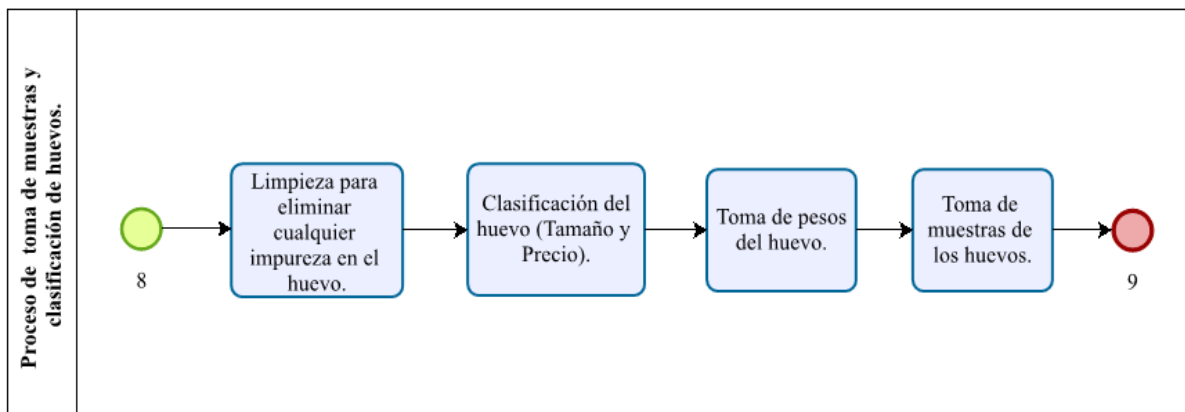 Proceso de toma de muestras y
clasificación de huevos.
8
Limpieza para
eliminar
cualquier
impureza en el
huevo.
Clasificación del
huevo (Tamaño y
Precio).
Toma de pesos
del huevo.
Toma de
muestras de
los huevos.
9